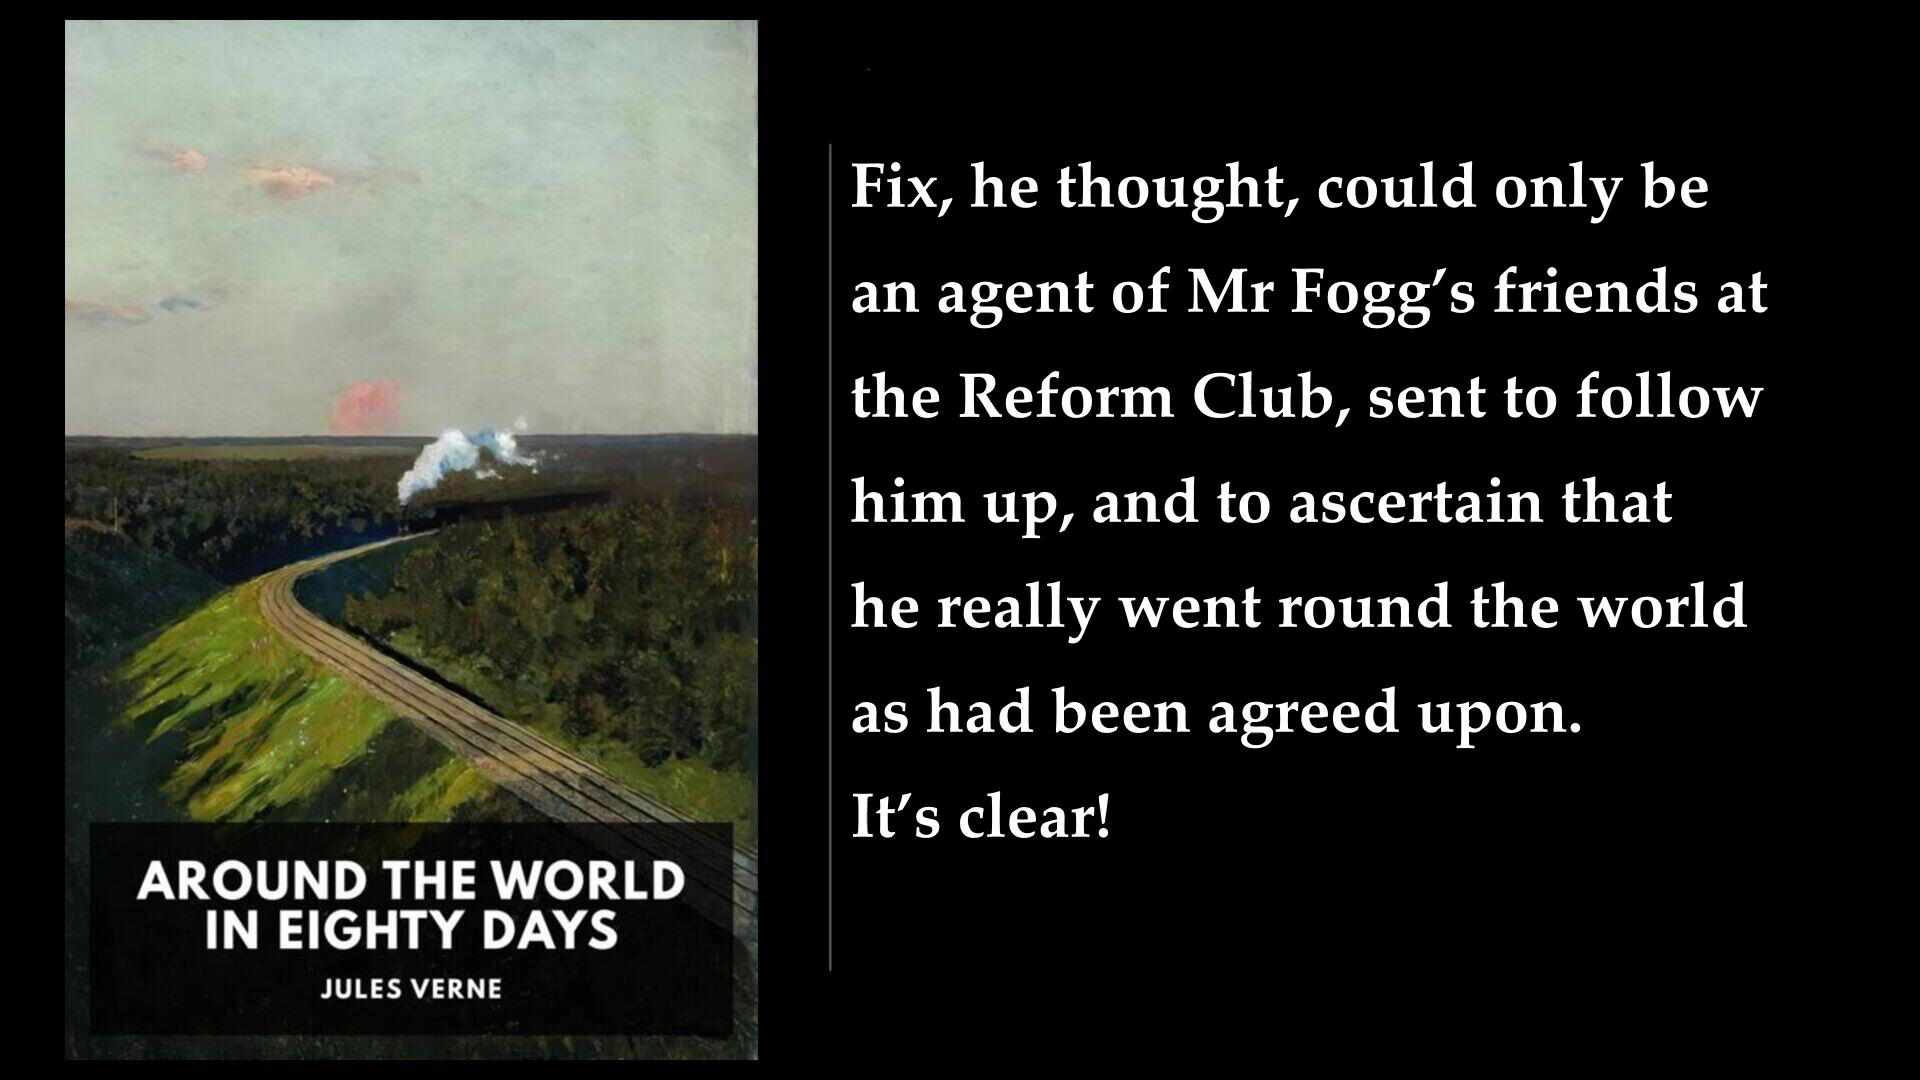 Fix, he thought, could only be
an agent of Mr Fogg’s friends at
the Reform Club, sent to follow
him up, and to ascertain that
he really went round the world
as had been agreed upon.
It’s clear!
AROUND THE WORLD
IN EIGHTY DAYS
JULES VERNE